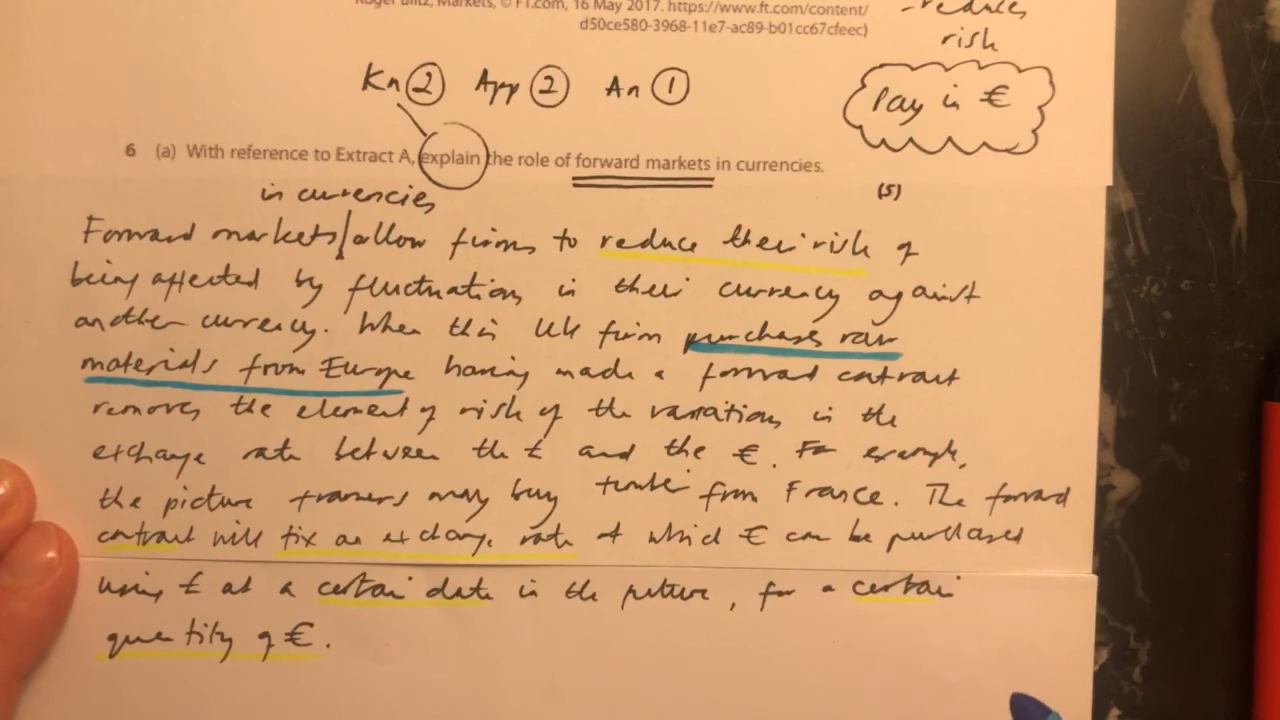 Roger Blitz, Markets, © FT.com, 16 May 2017. https://www.ft.com/content/
d50ce580-3968-11e7-ac89-b01cc67cfeec)
- reduces
risk
Kn 2 App 2 An 1
Pay in €
6 (a) With reference to Extract A, explain the role of forward markets in currencies.
(5)
in currencies
Forward markets/allow firms to reduce their risk of
being affected by fluctuations in their currency against
another currency. When this UK firm purchases raw
materials from Europe having made a forward contract
removes the element of risk of the variations in the
exchange rate between the £ and the €. For example,
the picture framers may buy timber from France. The forward
contract will fix an exchange rate at which € can be purchased
using £ at a certain date in the future, for a certain
quantity of €.